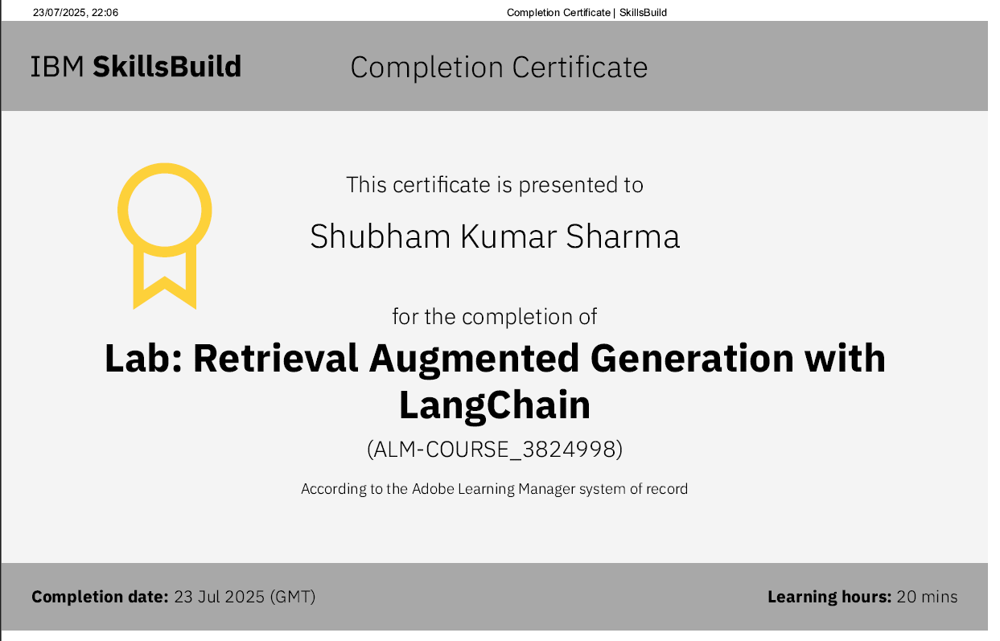 23/07/2025, 22:06
Completion Certificate | SkillsBuild
IBM SkillsBuild
Completion Certificate
This certificate is presented to
Shubham Kumar Sharma
for the completion of
Lab: Retrieval Augmented Generation with
LangChain
(ALM-COURSE_3824998)
According to the Adobe Learning Manager system of record
Completion date: 23 Jul 2025 (GMT)
Learning hours: 20 mins